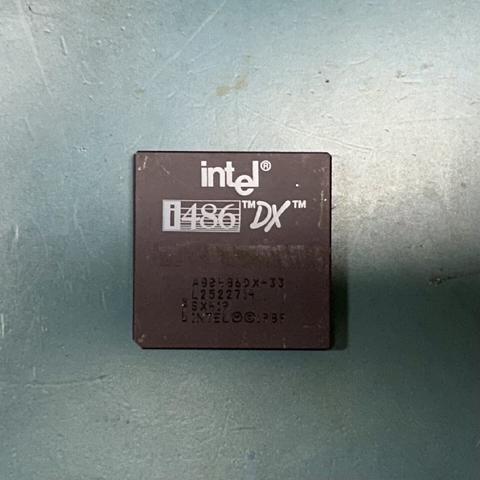 intel®
i486™DX™
A80486DX-33
L2522714
SX419
INTEL©©'89